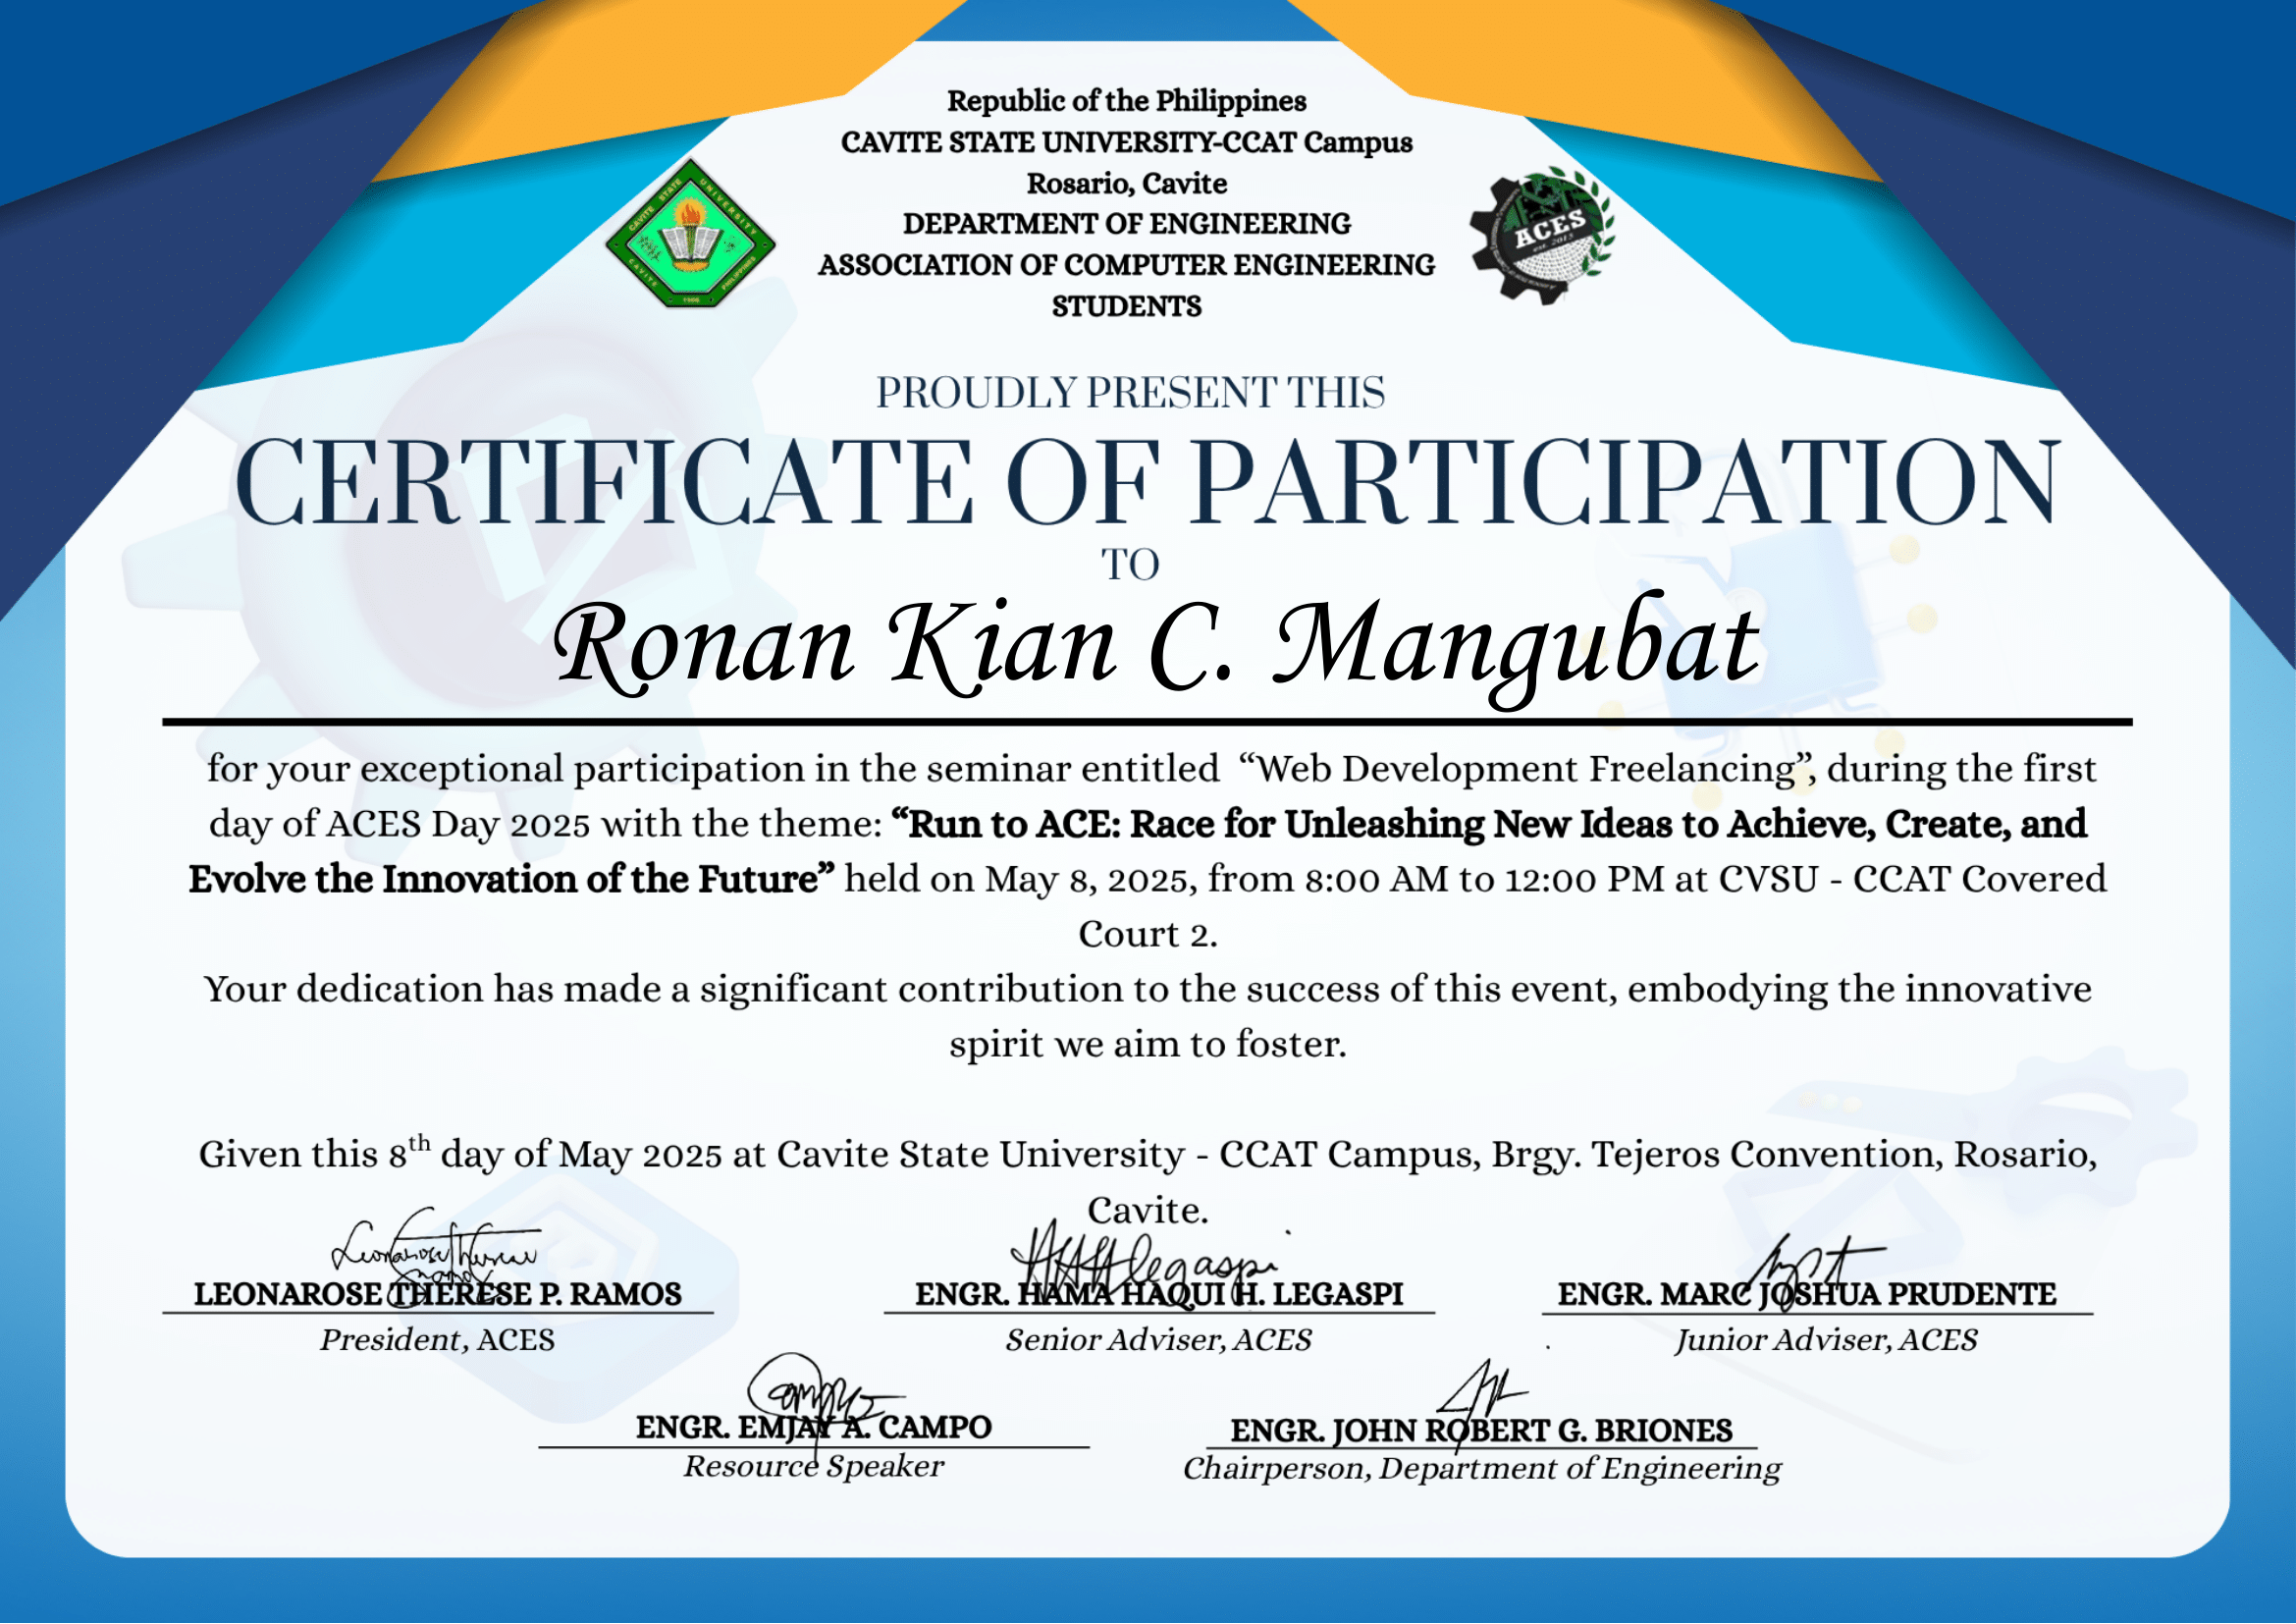 Republic of the Philippines
CAVITE STATE UNIVERSITY-CCAT Campus
Rosario, Cavite
DEPARTMENT OF ENGINEERING
ASSOCIATION OF COMPUTER ENGINEERING
STUDENTS
CAVITE STATE UNIVERSITY
CAVITE PHILIPPINES
1906
ACES
est. 2013
PROUDLY PRESENT THIS
CERTIFICATE OF PARTICIPATION
TO
Ronan Kian C. Mangubat
for your exceptional participation in the seminar entitled “Web Development Freelancing”, during the first
day of ACES Day 2025 with the theme: “Run to ACE: Race for Unleashing New Ideas to Achieve, Create, and
Evolve the Innovation of the Future” held on May 8, 2025, from 8:00 AM to 12:00 PM at CVSU - CCAT Covered
Court 2.
Your dedication has made a significant contribution to the success of this event, embodying the innovative
spirit we aim to foster.
Given this 8th day of May 2025 at Cavite State University - CCAT Campus, Brgy. Tejeros Convention, Rosario,
Cavite.
LEONAROSE THERESE P. RAMOS
President, ACES
ENGR. HAMA HAQUI H. LEGASPI
Senior Adviser, ACES
ENGR. MARC JOSHUA PRUDENTE
Junior Adviser, ACES
ENGR. EMJAY A. CAMPO
Resource Speaker
ENGR. JOHN ROBERT G. BRIONES
Chairperson, Department of Engineering